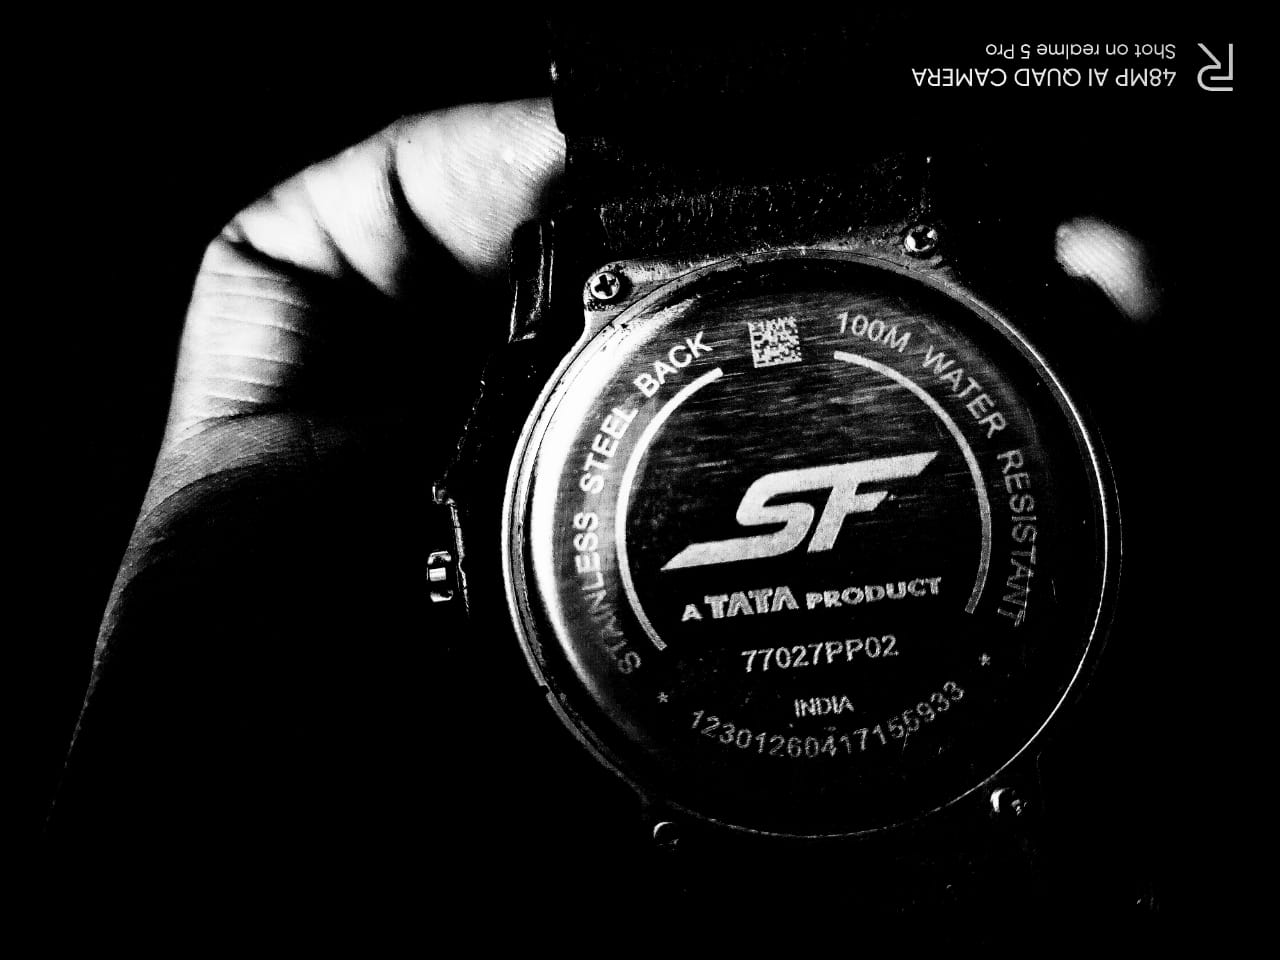 STAINLESS STEEL BACK
100M WATER RESISTANT
SF
A TATA PRODUCT
77027PP02
INDIA
* 12301260417155933 *
48MP AI QUAD CAMERA
Shot on realme 5 Pro